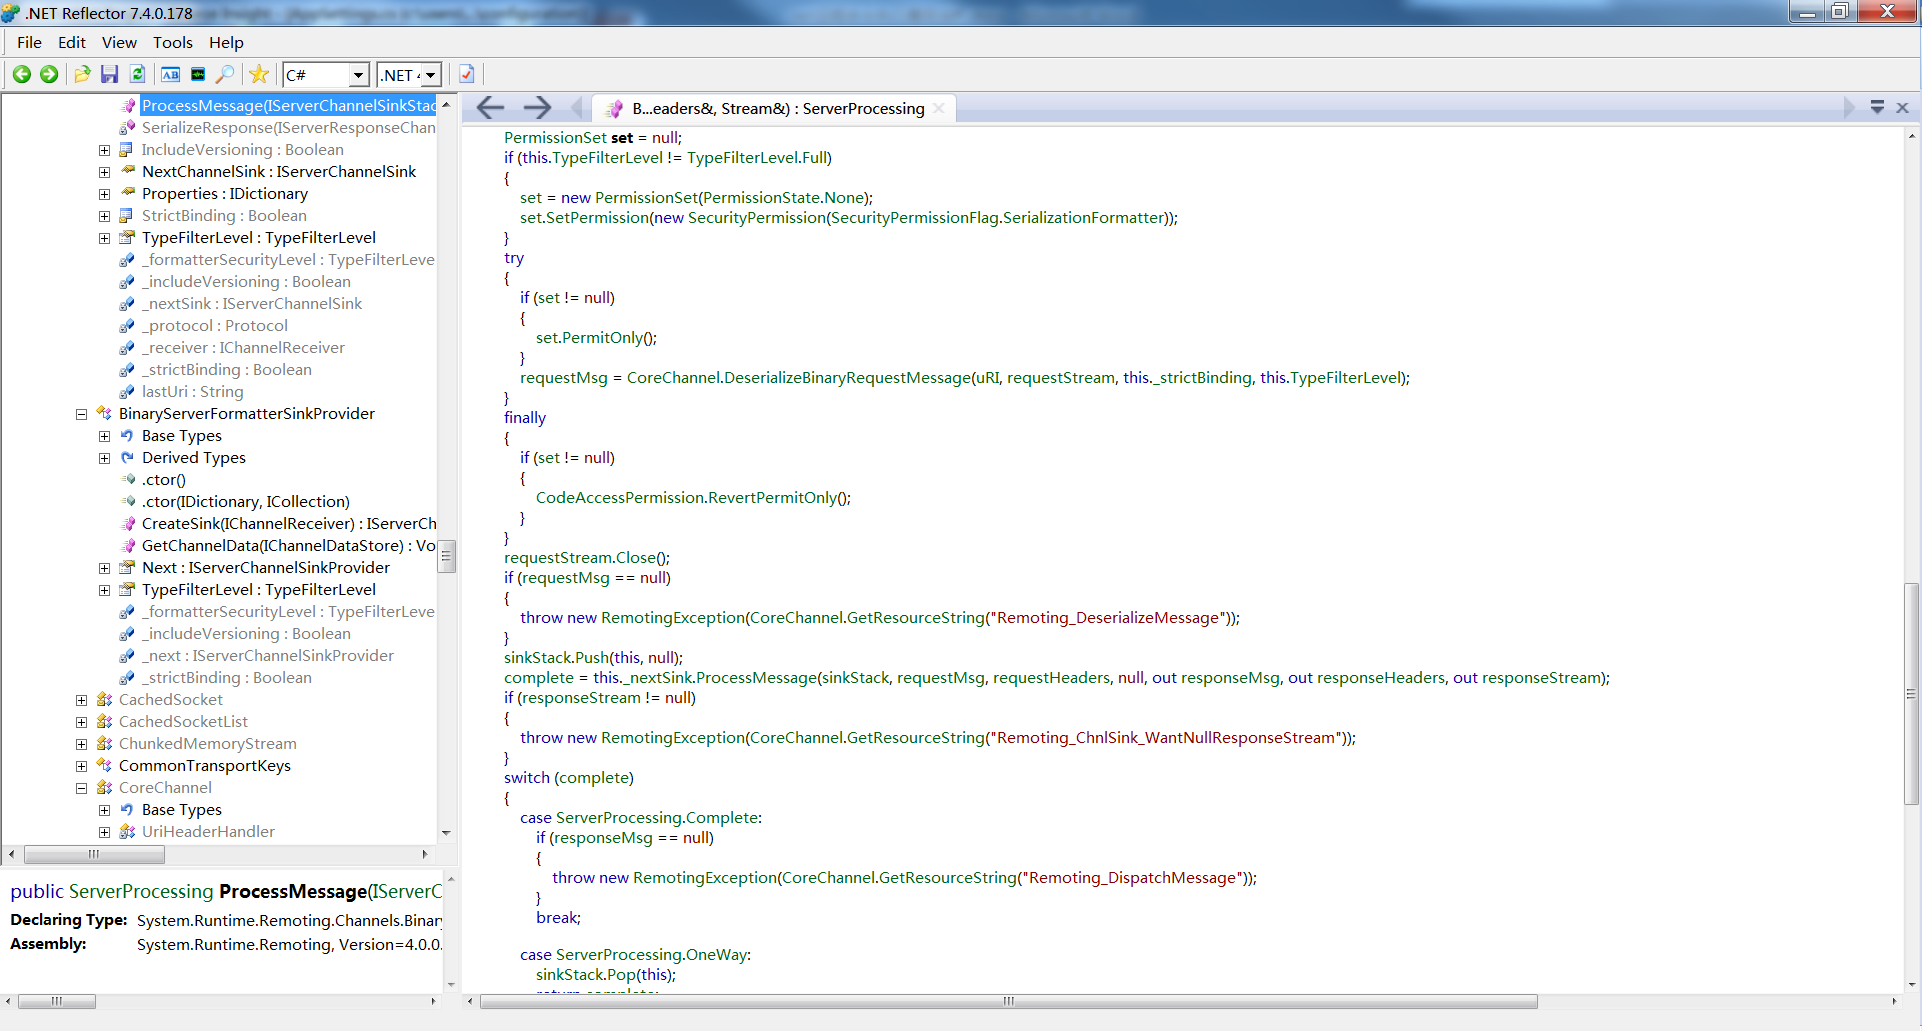 .NET Reflector 7.4.0.178
File Edit View Tools Help
C# .NET 4
ProcessMessage(IServerChannelSinkStac
SerializeResponse(IServerResponseChan
IncludeVersioning : Boolean
NextChannelSink : IServerChannelSink
Properties : IDictionary
StrictBinding : Boolean
TypeFilterLevel : TypeFilterLevel
_formatterSecurityLevel : TypeFilterLeve
_includeVersioning : Boolean
_nextSink : IServerChannelSink
_protocol : Protocol
_receiver : IChannelReceiver
_strictBinding : Boolean
lastUri : String
BinaryServerFormatterSinkProvider
Base Types
Derived Types
.ctor()
.ctor(IDictionary, ICollection)
CreateSink(IChannelReceiver) : IServerCh
GetChannelData(IChannelDataStore) : Vo
Next : IServerChannelSinkProvider
TypeFilterLevel : TypeFilterLevel
_formatterSecurityLevel : TypeFilterLeve
_includeVersioning : Boolean
_next : IServerChannelSinkProvider
_strictBinding : Boolean
CachedSocket
CachedSocketList
ChunkedMemoryStream
CommonTransportKeys
CoreChannel
Base Types
UriHeaderHandler
public ServerProcessing ProcessMessage(IServerC
Declaring Type: System.Runtime.Remoting.Channels.Binary
Assembly: System.Runtime.Remoting, Version=4.0.0.
B...eaders&, Stream&) : ServerProcessing
PermissionSet set = null;
if (this.TypeFilterLevel != TypeFilterLevel.Full)
{
set = new PermissionSet(PermissionState.None);
set.SetPermission(new SecurityPermission(SecurityPermissionFlag.SerializationFormatter));
}
try
{
if (set != null)
{
set.PermitOnly();
}
requestMsg = CoreChannel.DeserializeBinaryRequestMessage(uRI, requestStream, this._strictBinding, this.TypeFilterLevel);
}
finally
{
if (set != null)
{
CodeAccessPermission.RevertPermitOnly();
}
}
requestStream.Close();
if (requestMsg == null)
{
throw new RemotingException(CoreChannel.GetResourceString("Remoting_DeserializeMessage"));
}
sinkStack.Push(this, null);
complete = this._nextSink.ProcessMessage(sinkStack, requestMsg, requestHeaders, null, out responseMsg, out responseHeaders, out responseStream);
if (responseStream != null)
{
throw new RemotingException(CoreChannel.GetResourceString("Remoting_ChnlSink_WantNullResponseStream"));
}
switch (complete)
{
case ServerProcessing.Complete:
if (responseMsg == null)
{
throw new RemotingException(CoreChannel.GetResourceString("Remoting_DispatchMessage"));
}
break;
case ServerProcessing.OneWay:
sinkStack.Pop(this);
return complete;